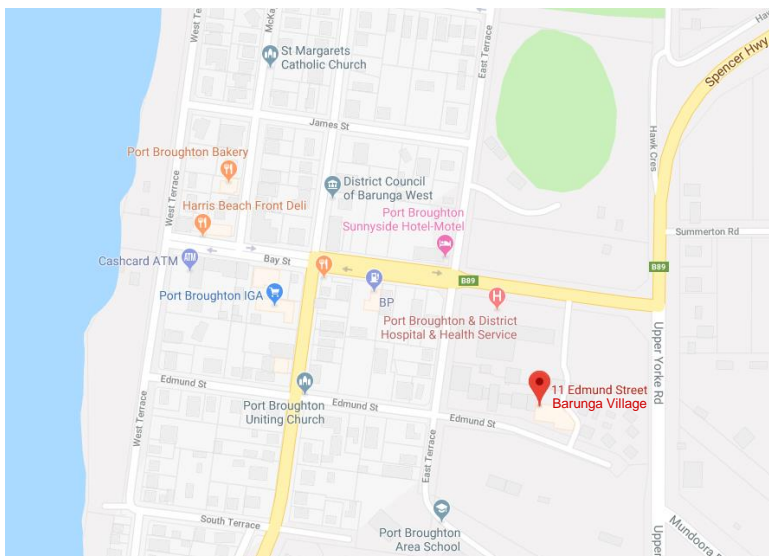 West Terrace
McKa
St Margarets
Catholic Church
East Terrace
Spencer Hwy
Haw
James St
Hawk Cres
Port Broughton Bakery
District Council
of Barunga West
Harris Beach Front Deli
Port Broughton
Sunnyside Hotel-Motel
West Terrace
Summerton Rd
Cashcard ATM
ATM
Bay St
B89
B89
Port Broughton IGA
BP
H
Port Broughton & District
Hospital & Health Service
Upper Yorke Rd
Edmund St
11 Edmund Street
Barunga Village
Port Broughton
Uniting Church
Edmund St
Edmund St
West Terrace
East Terrace
South Terrace
Port Broughton
Area School
Mundoora
Upper